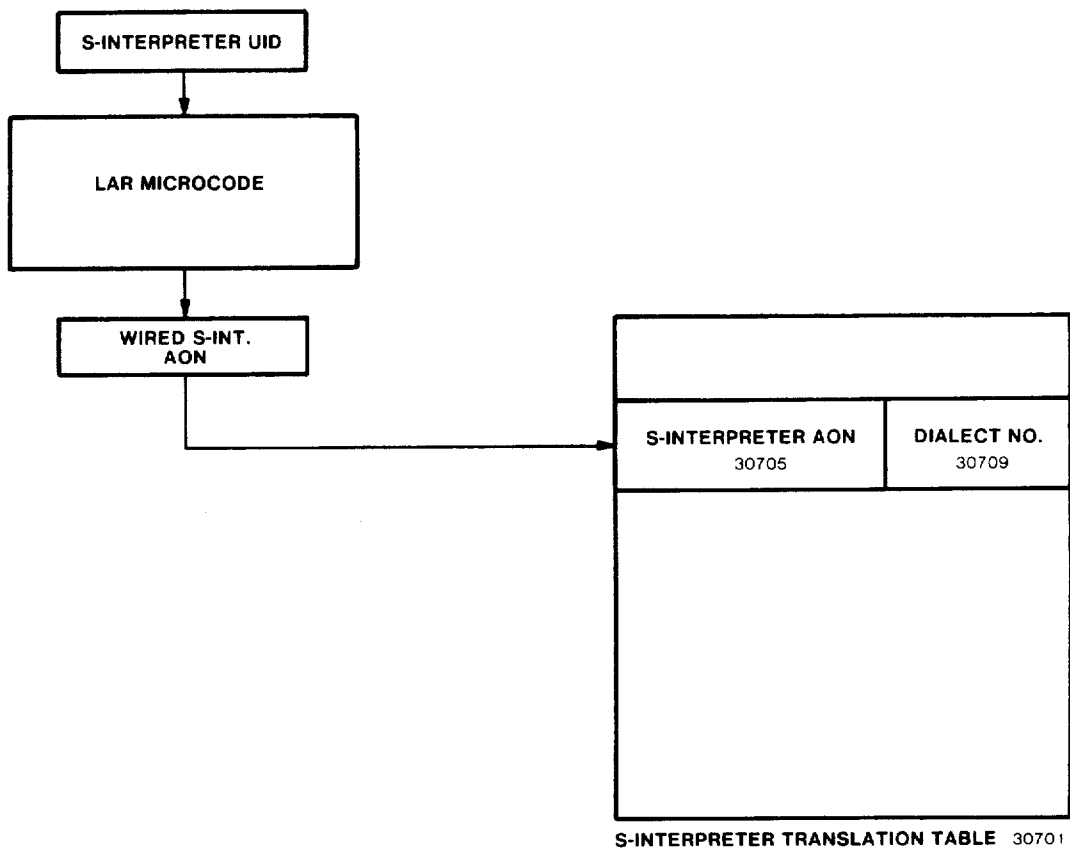 S-INTERPRETER UID
LAR MICROCODE
WIRED S-INT.
AON
S-INTERPRETER AON
30705
DIALECT NO.
30709
S-INTERPRETER TRANSLATION TABLE 30701